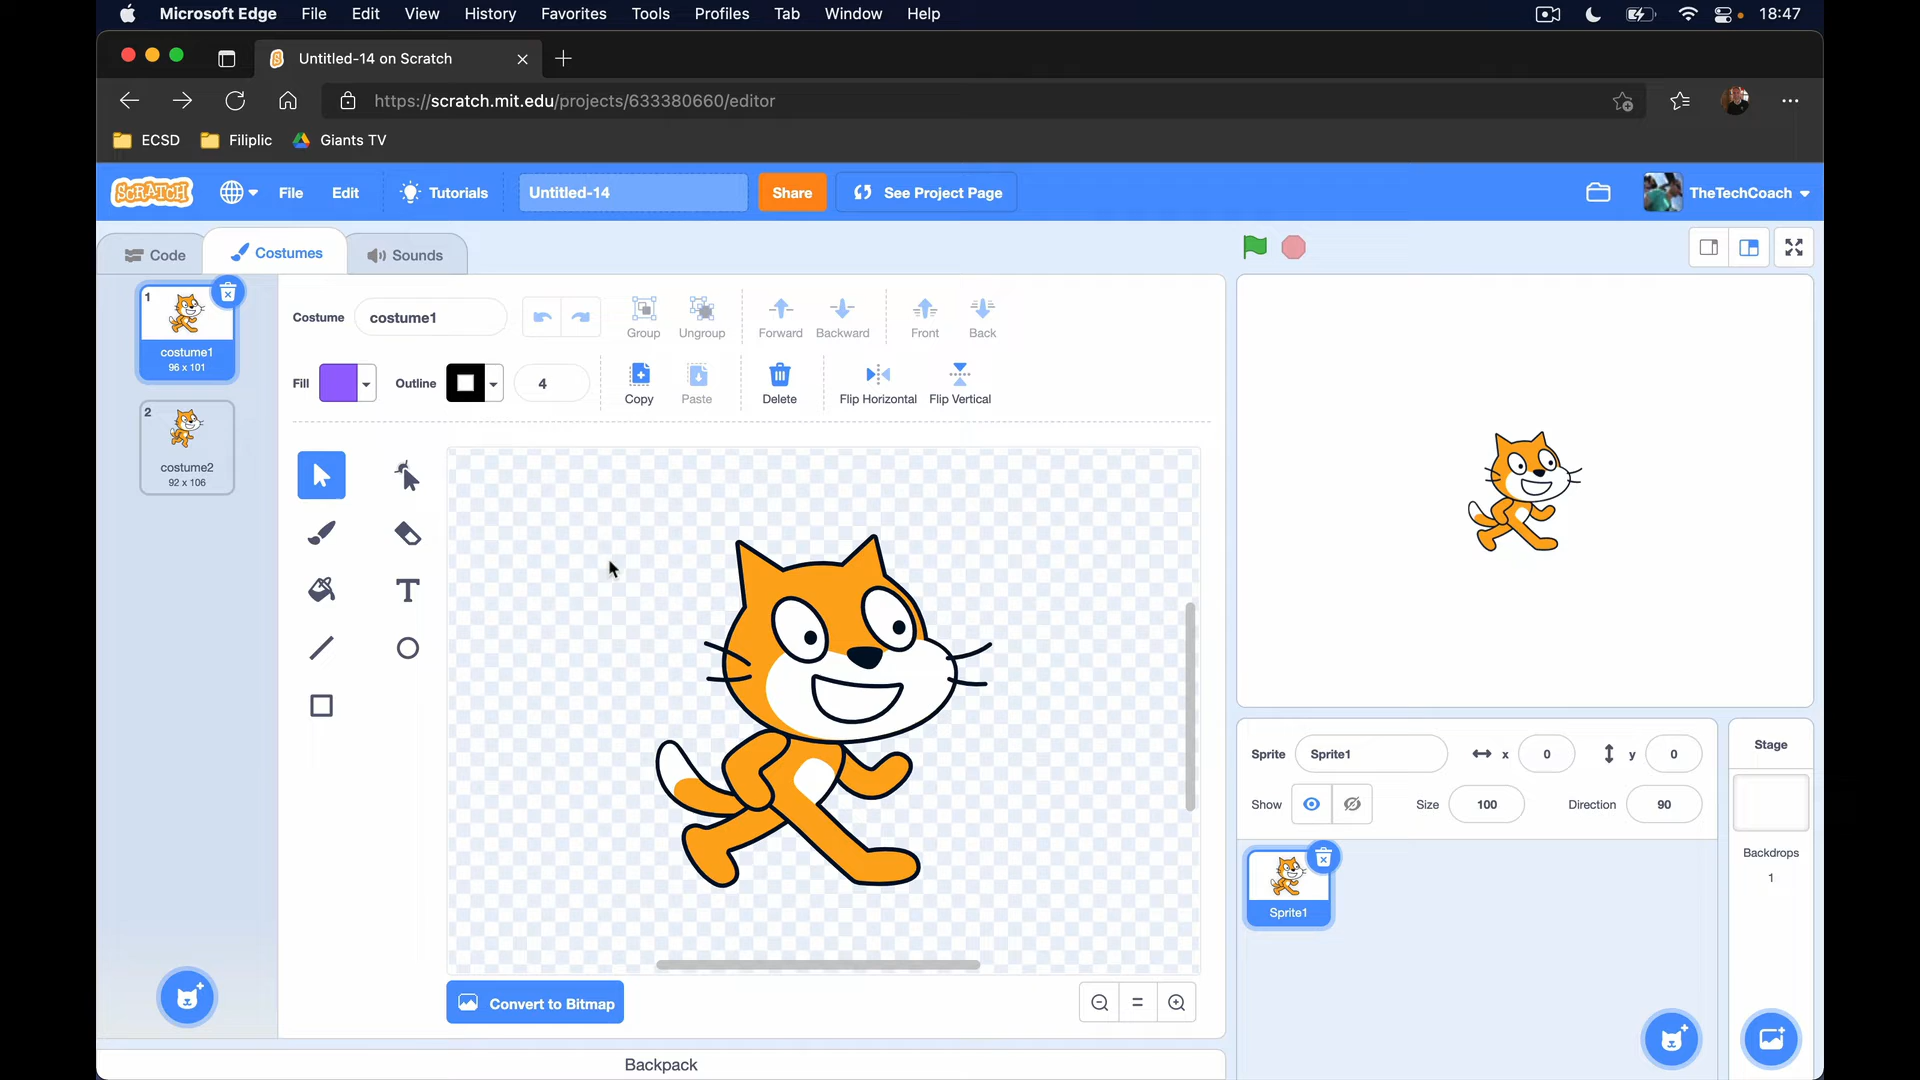 Microsoft Edge File Edit View History Favorites Tools Profiles Tab Window Help 18:47
Untitled-14 on Scratch
https://scratch.mit.edu/projects/633380660/editor
ECSD Filiplic Giants TV
SCRATCH File Edit Tutorials Untitled-14 Share See Project Page TheTechCoach
Code Costumes Sounds
1
costume1
96 x 101
2
costume2
92 x 106
Costume costume1 Group Ungroup Forward Backward Front Back
Fill Outline 4 Copy Paste Delete Flip Horizontal Flip Vertical
T
Convert to Bitmap
=
Backpack
Sprite Sprite1 x 0 y 0
Show Size 100 Direction 90
Sprite1
Stage
Backdrops
1